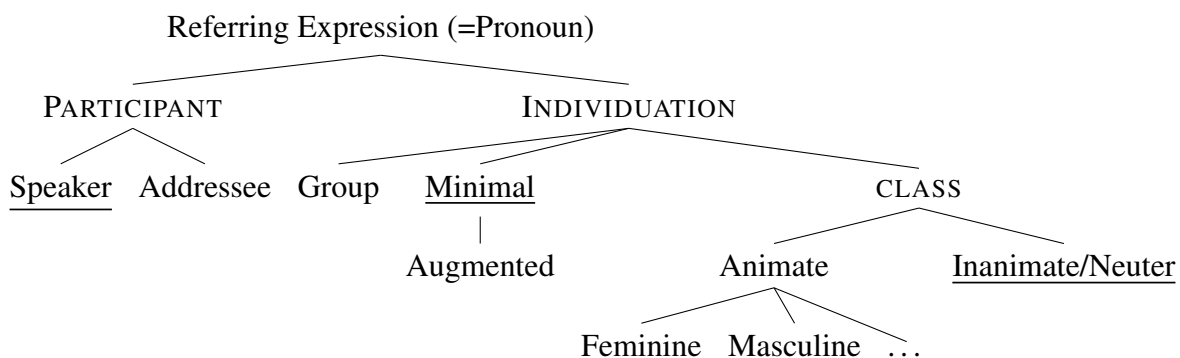 Referring Expression (=Pronoun)
PARTICIPANT INDIVIDUATION
Speaker Addressee Group Minimal CLASS
Augmented Animate Inanimate/Neuter
Feminine Masculine ...